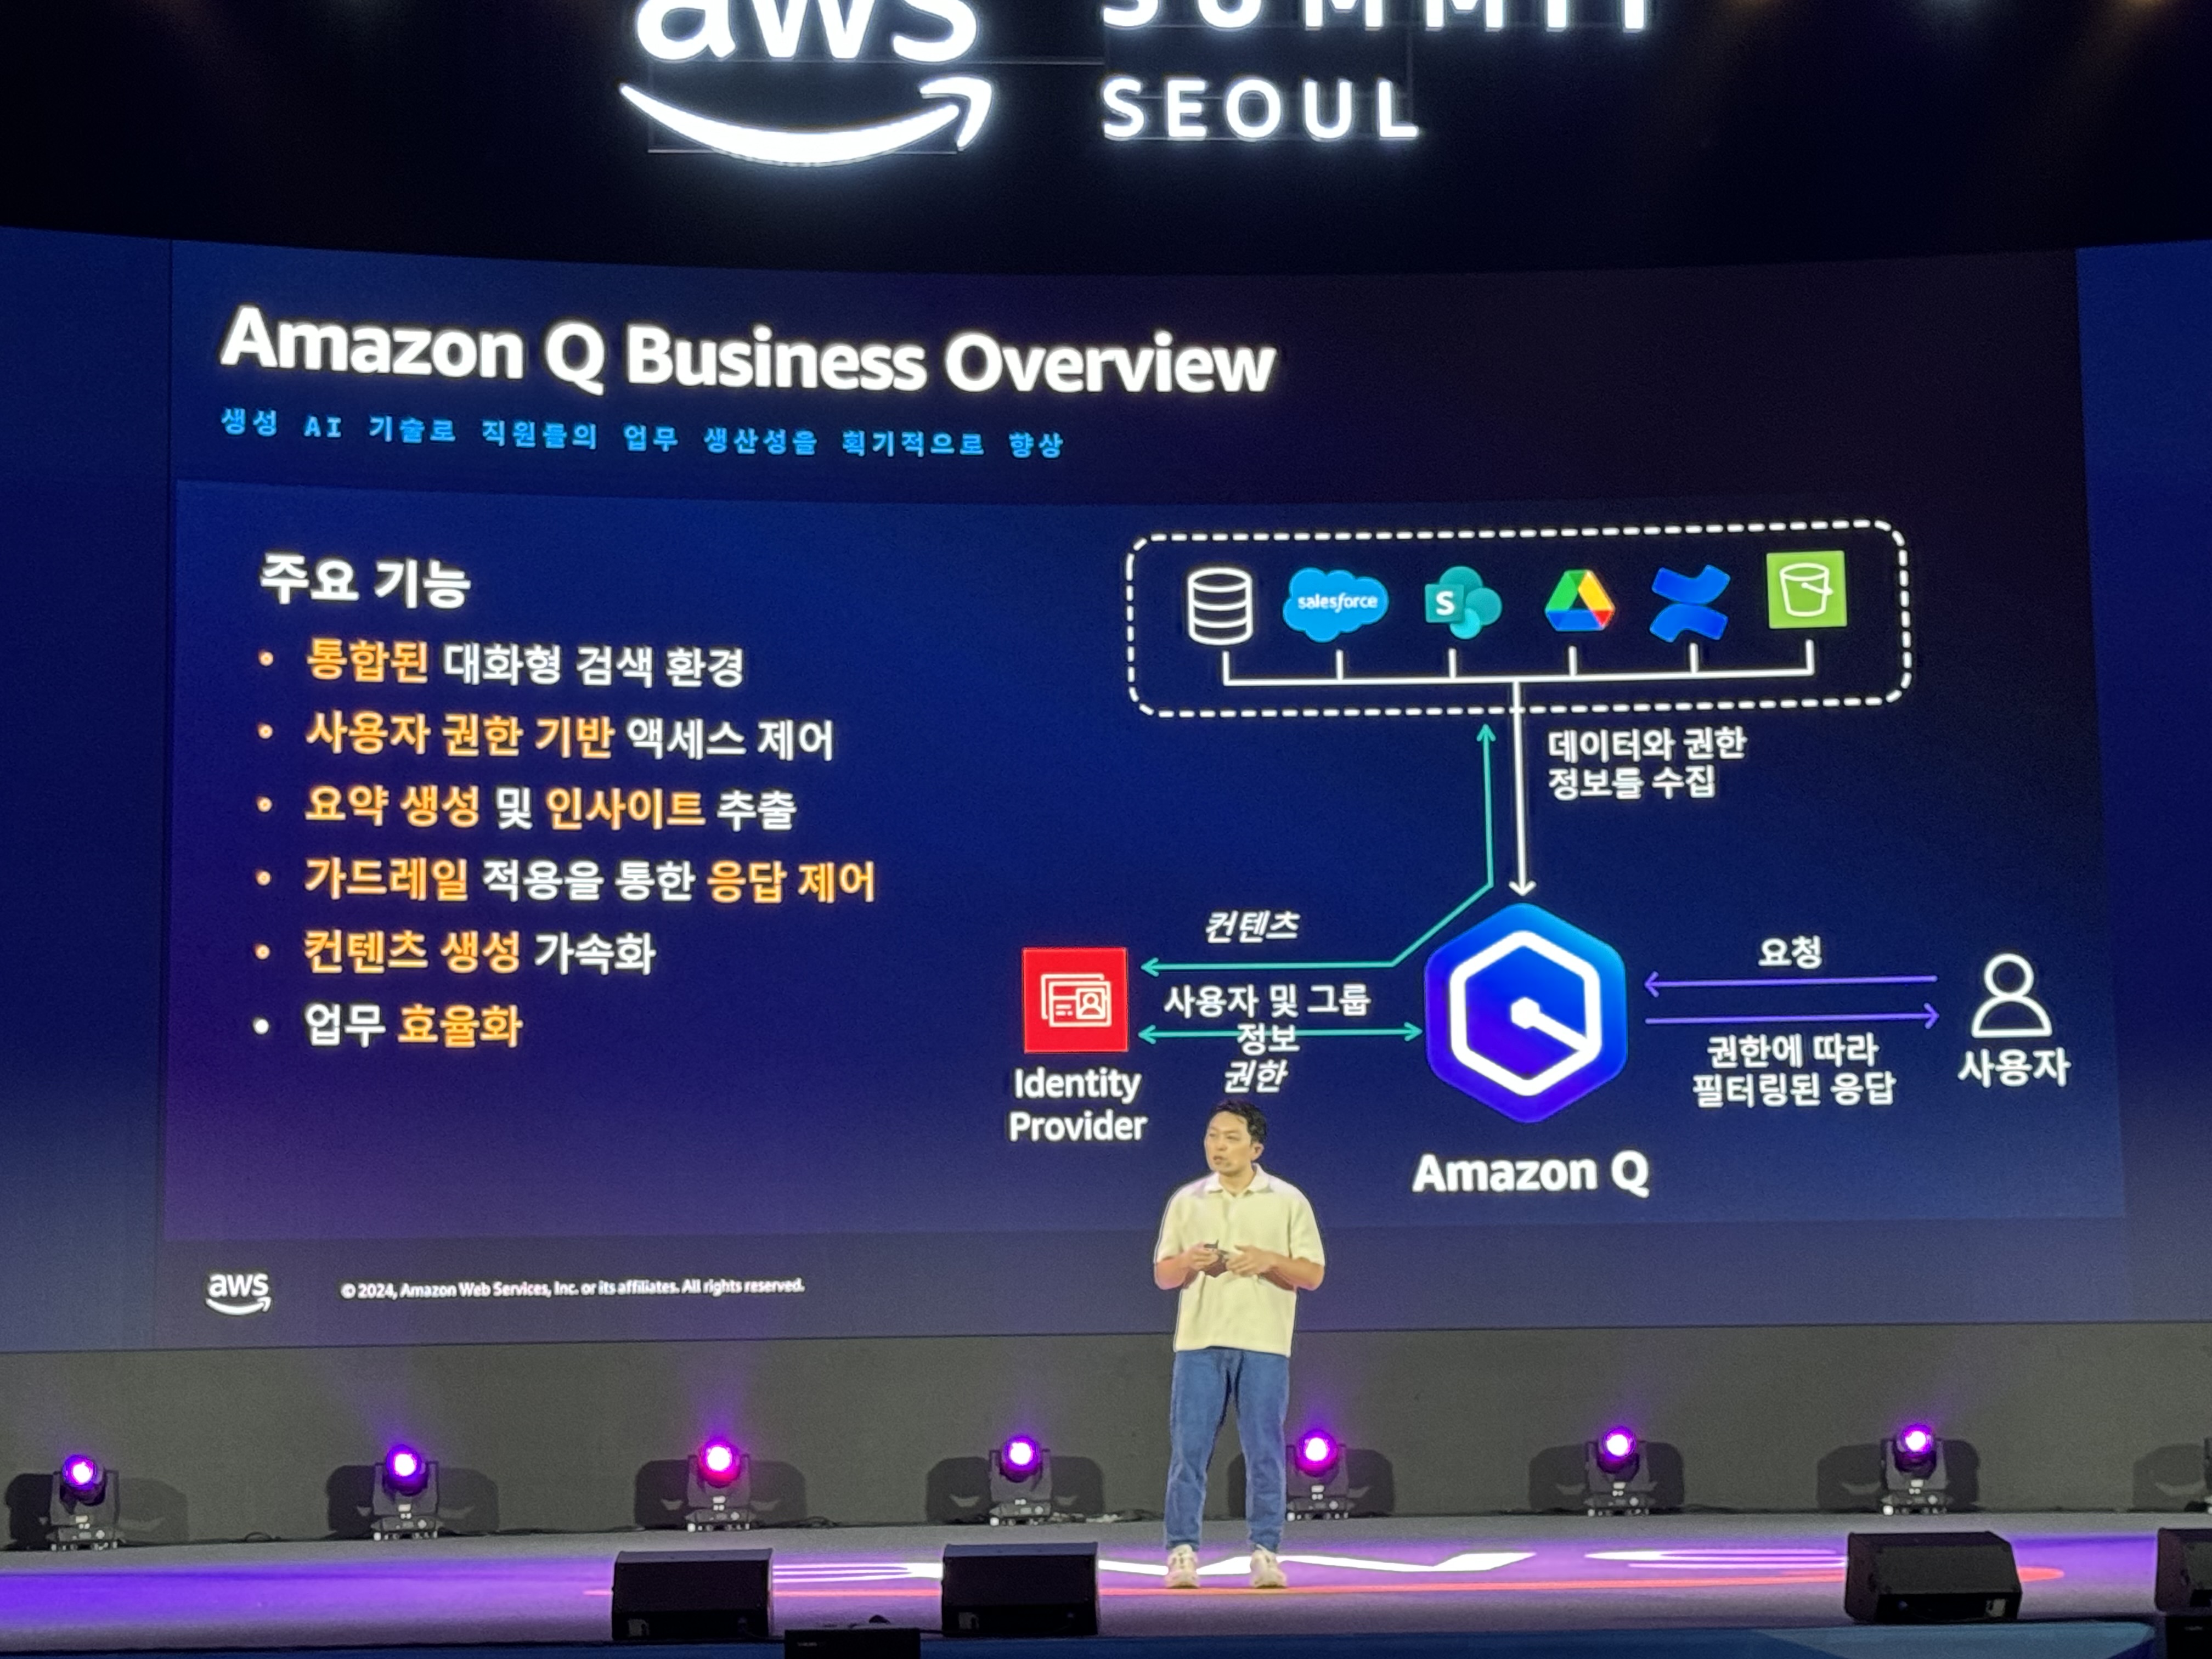 aws
SUMMIT
SEOUL
Amazon Q Business Overview
생성 AI 기술로 직원들의 업무 생산성을 획기적으로 향상
주요 기능
• 통합된 대화형 검색 환경
• 사용자 권한 기반 액세스 제어
• 요약 생성 및 인사이트 추출
• 가드레일 적용을 통한 응답 제어
• 컨텐츠 생성 가속화
• 업무 효율화
salesforce
S
데이터와 권한
정보들 수집
컨텐츠
사용자 및 그룹
정보
권한
Identity
Provider
요청
권한에 따라
필터링된 응답
사용자
Amazon Q
aws
© 2024, Amazon Web Services, Inc. or its affiliates. All rights reserved.